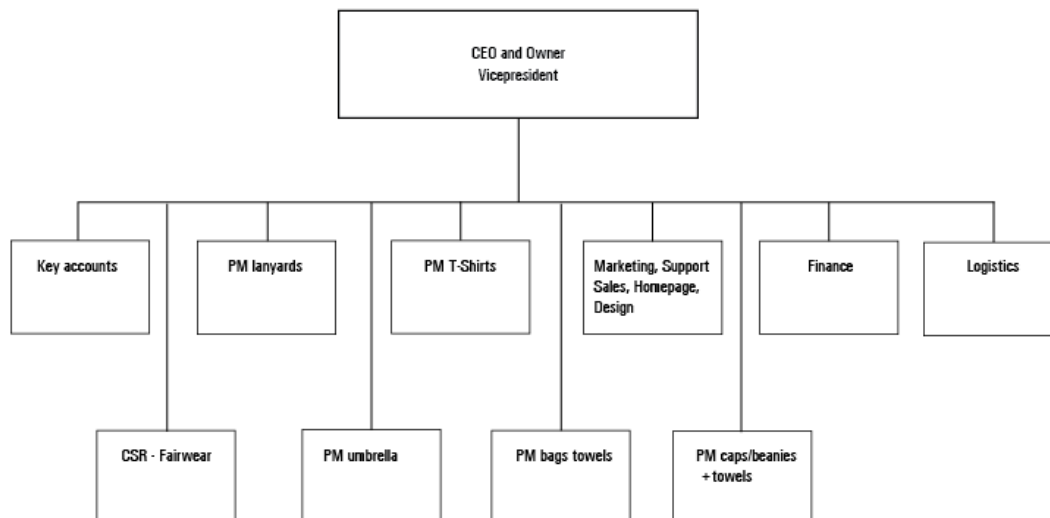 CEO and Owner
Vicepresident
Key accounts
PM lanyards
PM T-Shirts
Marketing, Support
Sales, Homepage,
Design
Finance
Logistics
CSR - Fairwear
PM umbrella
PM bags towels
PM caps/beanies
+ towels